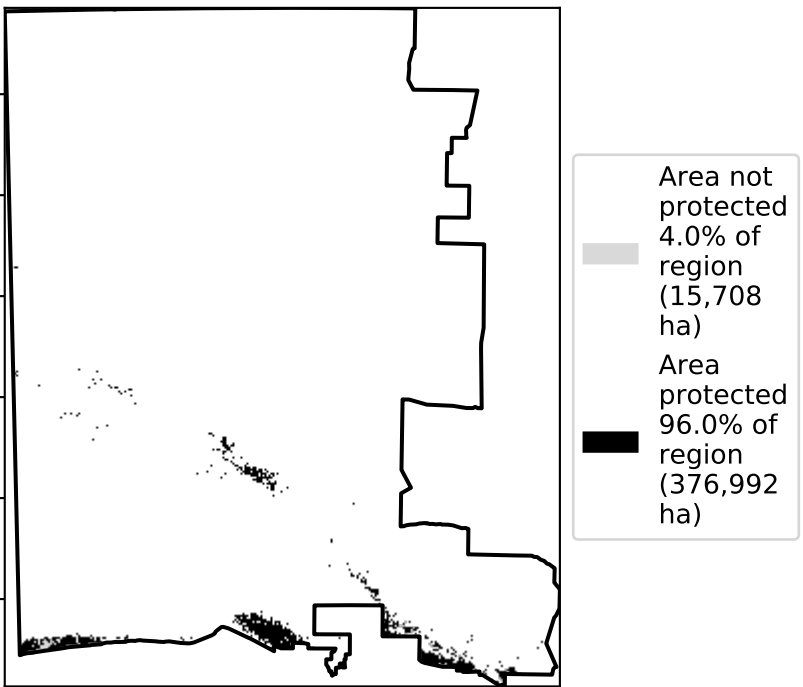 Area not
protected
4.0% of
region
(15,708
ha)
Area
protected
96.0% of
region
(376,992
ha)